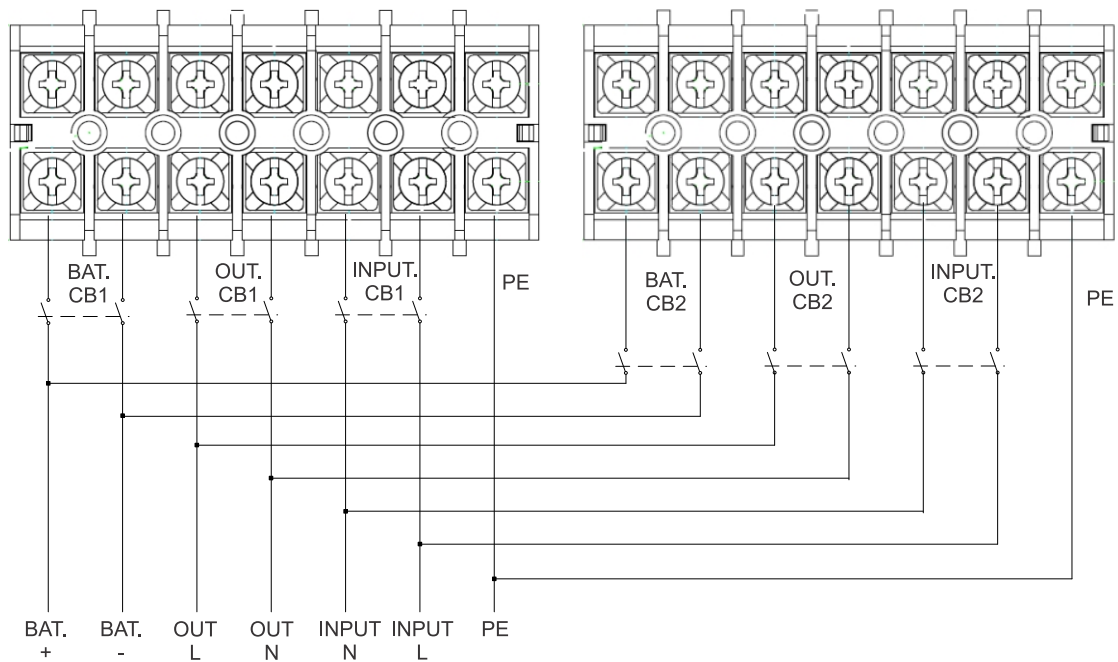 BAT.
CB1
OUT.
CB1
INPUT.
CB1
PE
BAT.
CB2
OUT.
CB2
INPUT.
CB2
PE
BAT.
+
BAT.
-
OUT
L
OUT
N
INPUT
N
INPUT
L
PE